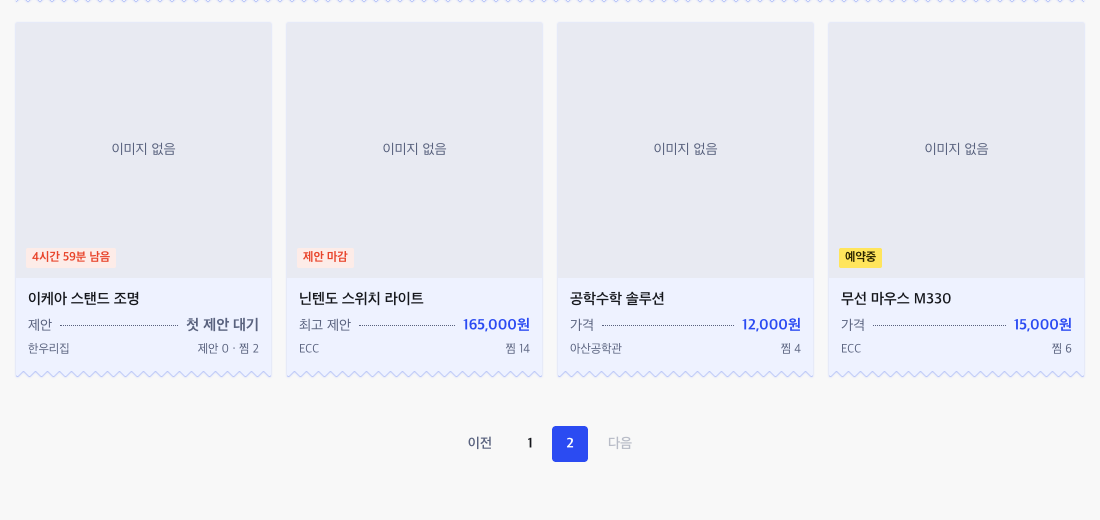 이미지 없음
4시간 59분 남음
이케아 스탠드 조명
제안 첫 제안 대기
한우리집 제안 0 · 찜 2
이미지 없음
제안 마감
닌텐도 스위치 라이트
최고 제안 165,000원
ECC 찜 14
이미지 없음
공학수학 솔루션
가격 12,000원
아산공학관 찜 4
이미지 없음
예약중
무선 마우스 M330
가격 15,000원
ECC 찜 6
이전 1 2 다음